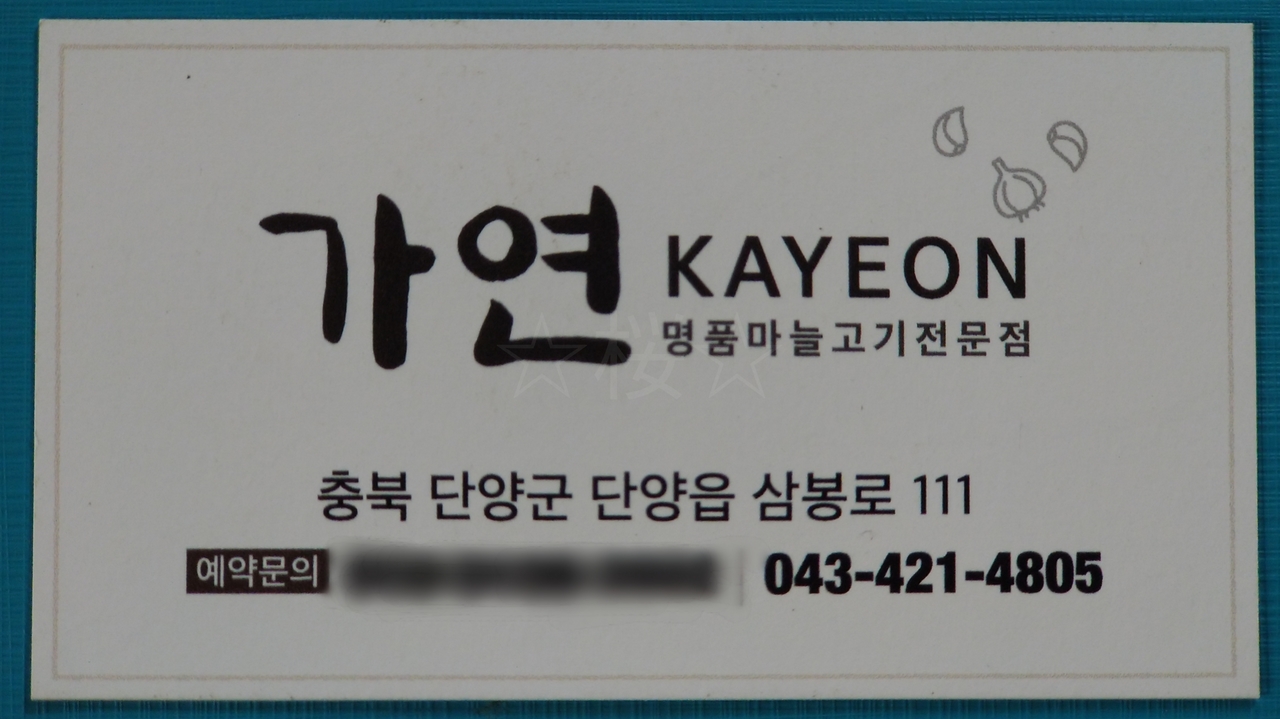 가연 KAYEON
명품마늘고기전문점
☆桜☆
충북 단양군 단양읍 삼봉로 111
예약문의 043-421-4805